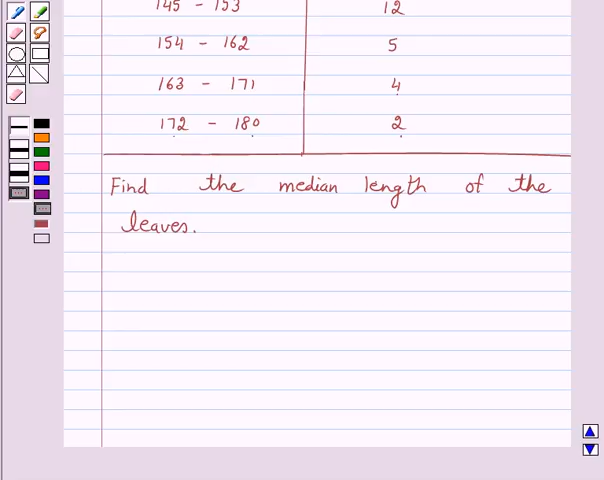 145 - 153 12
154 - 162 5
163 - 171 4
172 - 180 2
Find the median length of the
leaves.